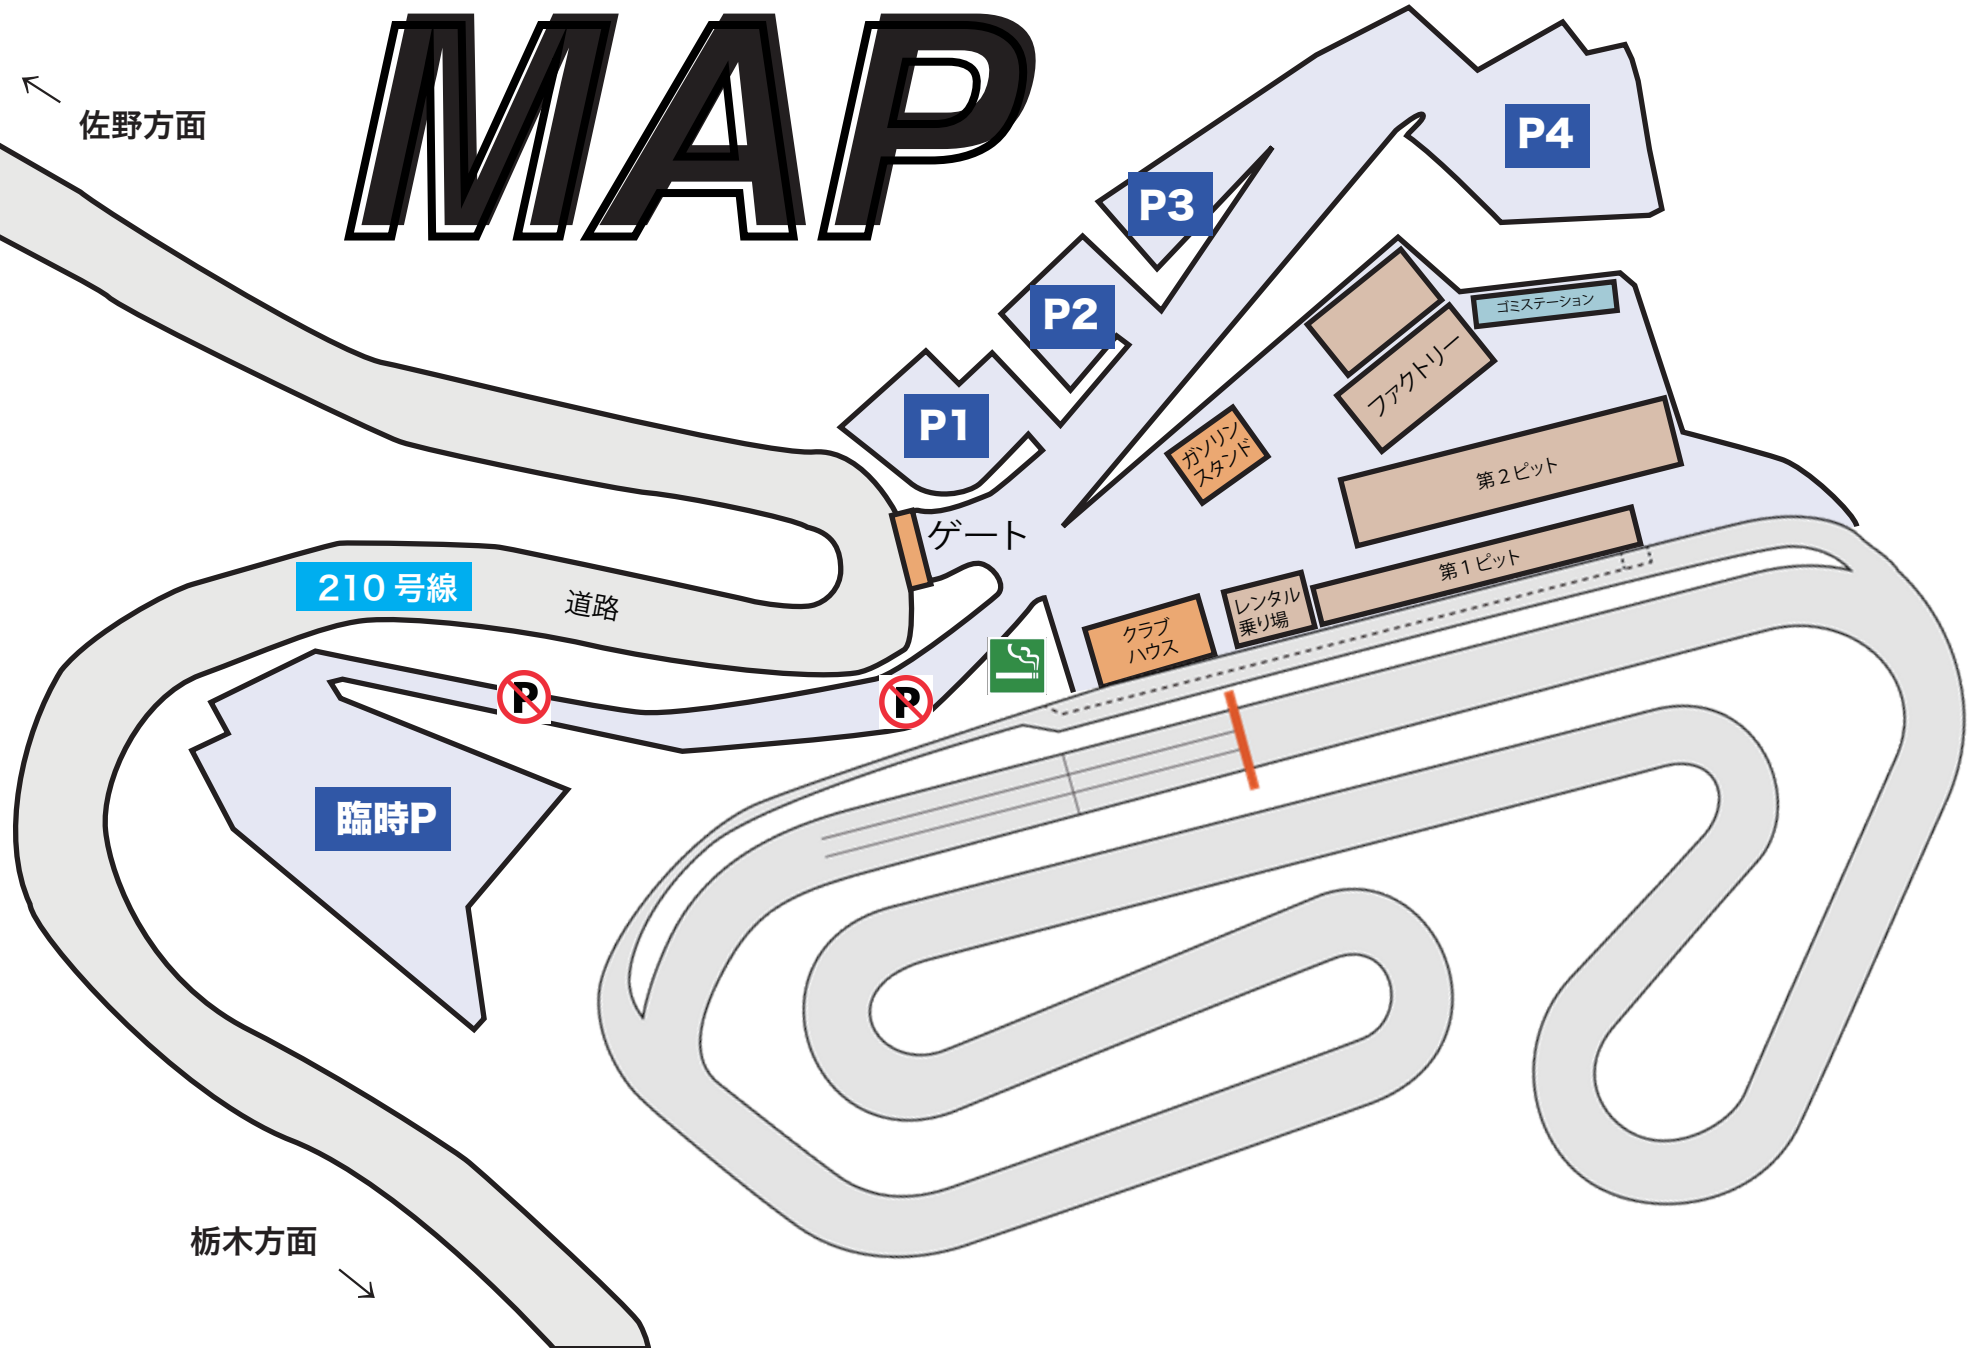 MAP
佐野方面
P4
P3
P2
P1
ゴミステーション
ファクトリー
ガソリン
スタンド
第2ピット
ゲート
第1ピット
210号線
道路
レンタル
乗り場
クラブ
ハウス
P
P
臨時P
栃木方面